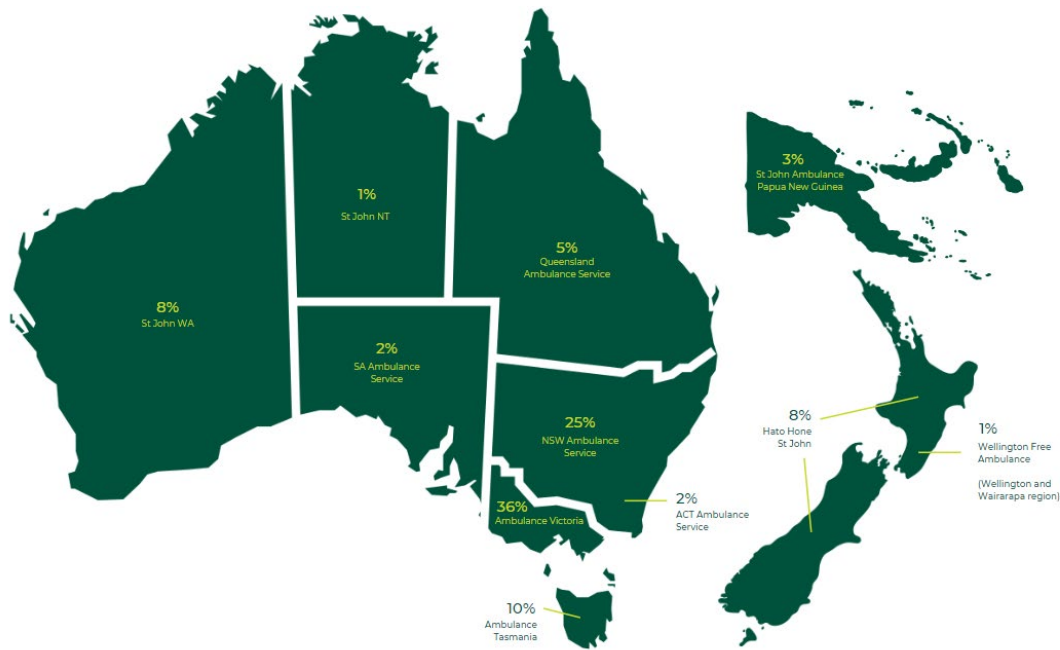 3%
St John Ambulance
Papua New Guinea
1%
St John NT
5%
Queensland
Ambulance Service
8%
St John WA
2%
SA Ambulance
Service
25%
NSW Ambulance
Service
8%
Hato Hone
St John
1%
Wellington Free
Ambulance
(Wellington and
Wairarapa region)
36%
Ambulance Victoria
2%
ACT Ambulance
Service
10%
Ambulance
Tasmania